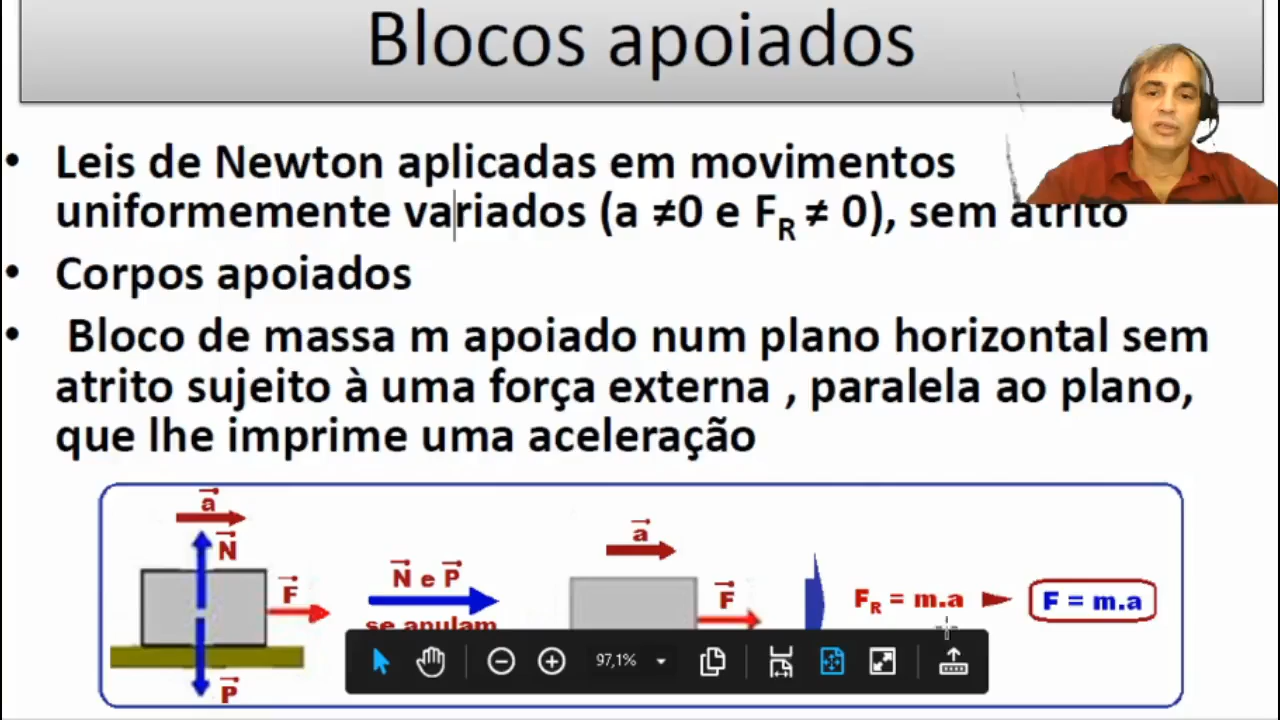 Blocos apoiados
• Leis de Newton aplicadas em movimentos
uniformemente variados (a ≠0 e FR ≠ 0), sem atrito
• Corpos apoiados
• Bloco de massa m apoiado num plano horizontal sem
atrito sujeito à uma força externa , paralela ao plano,
que lhe imprime uma aceleração
a
N
F
P
N e P
se anulam
a
F
FR = m.a
F = m.a
97,1%